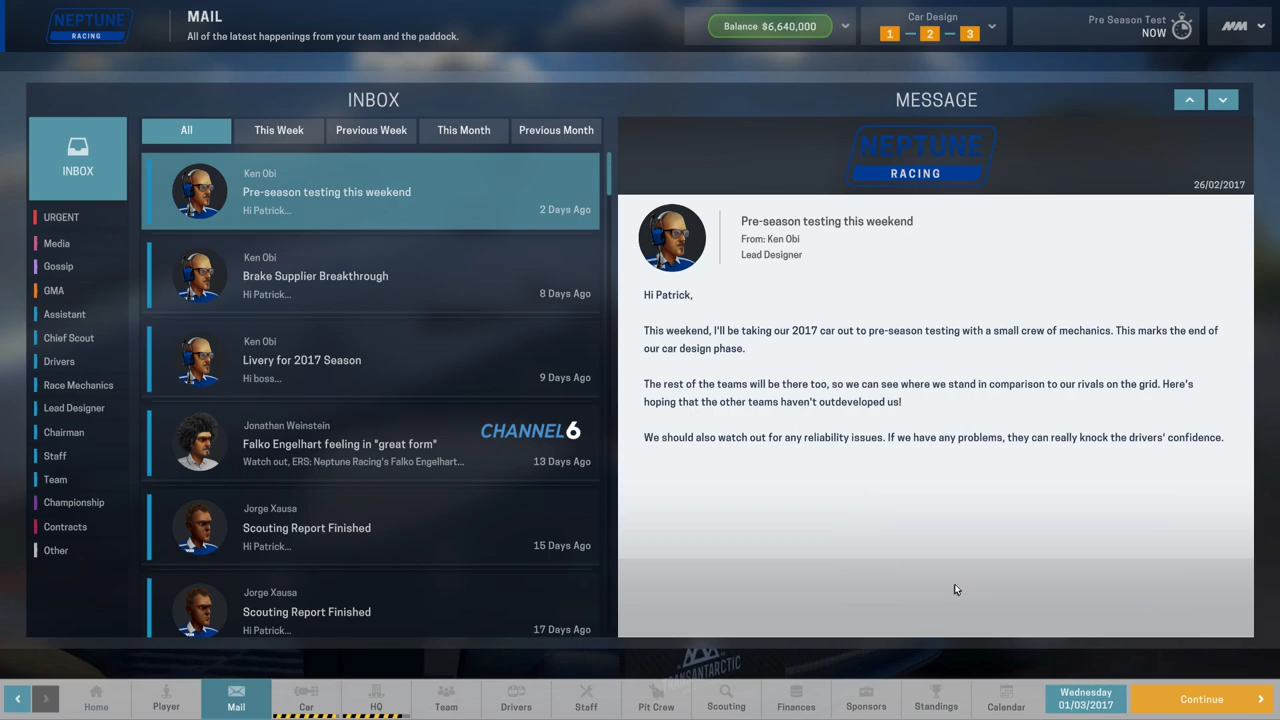 NEPTUNE
RACING
MAIL
All of the latest happenings from your team and the paddock.
Balance $6,640,000
Car Design
1 2 3
Pre Season Test
NOW
INBOX
MESSAGE
INBOX
URGENT
Media
Gossip
GMA
Assistant
Chief Scout
Drivers
Race Mechanics
Lead Designer
Chairman
Staff
Team
Championship
Contracts
Other
All
This Week
Previous Week
This Month
Previous Month
Ken Obi
Pre-season testing this weekend
Hi Patrick...
2 Days Ago
Ken Obi
Brake Supplier Breakthrough
Hi Patrick...
8 Days Ago
Ken Obi
Livery for 2017 Season
Hi boss...
9 Days Ago
Jonathan Weinstein
Falko Engelhart feeling in "great form"
Watch out, ERS: Neptune Racing's Falko Engelhart...
CHANNEL6
13 Days Ago
Jorge Xausa
Scouting Report Finished
Hi Patrick...
15 Days Ago
Jorge Xausa
Scouting Report Finished
Hi Patrick...
17 Days Ago
NEPTUNE
RACING
26/02/2017
Pre-season testing this weekend
From: Ken Obi
Lead Designer
Hi Patrick,
This weekend, I'll be taking our 2017 car out to pre-season testing with a small crew of mechanics. This marks the end of
our car design phase.
The rest of the teams will be there too, so we can see where we stand in comparison to our rivals on the grid. Here's
hoping that the other teams haven't outdeveloped us!
We should also watch out for any reliability issues. If we have any problems, they can really knock the drivers' confidence.
TRANSANTARCTIC
Home
Player
Mail
Car
HQ
Team
Drivers
Staff
Pit Crew
Scouting
Finances
Sponsors
Standings
Calendar
Wednesday
01/03/2017
Continue